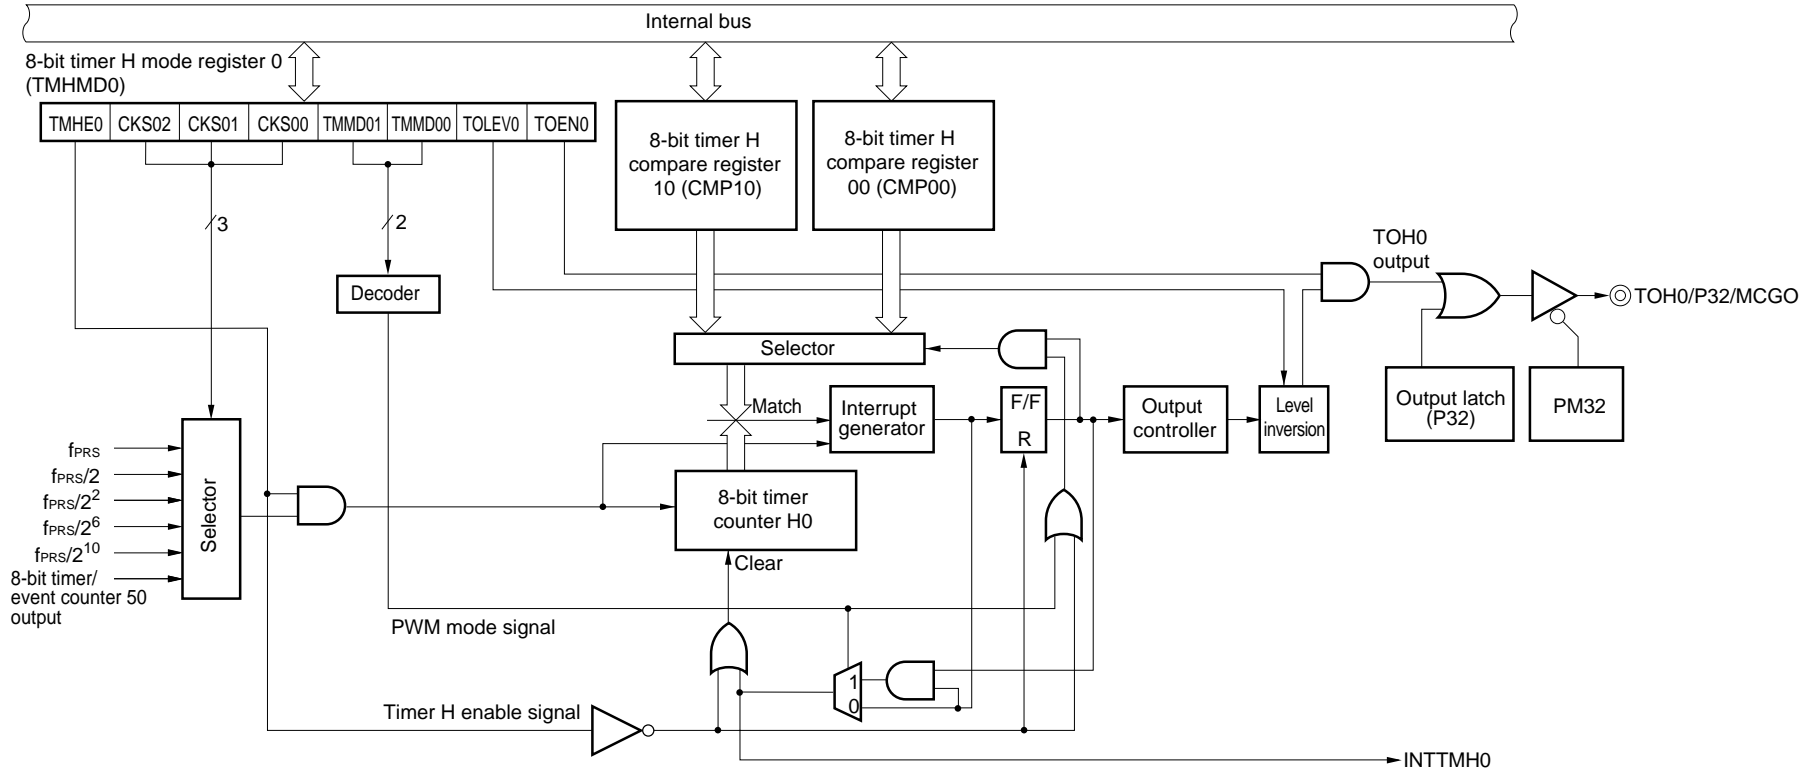 Internal bus
8-bit timer H mode register 0
(TMHMD0)
TMHE0 CKS02 CKS01 CKS00 TMMD01 TMMD00 TOLEV0 TOEN0
8-bit timer H
compare register
10 (CMP10)
8-bit timer H
compare register
00 (CMP00)
3
2
Decoder
TOH0
output
TOH0/P32/MCGO
Selector
Match
Interrupt
generator
F/F
R
Output
controller
Level
inversion
Output latch
(P32)
PM32
fPRS
fPRS/2
fPRS/2²
fPRS/2⁶
fPRS/2¹⁰
8-bit timer/
event counter 50
output
Selector
8-bit timer
counter H0
Clear
PWM mode signal
1
0
Timer H enable signal
INTTMH0